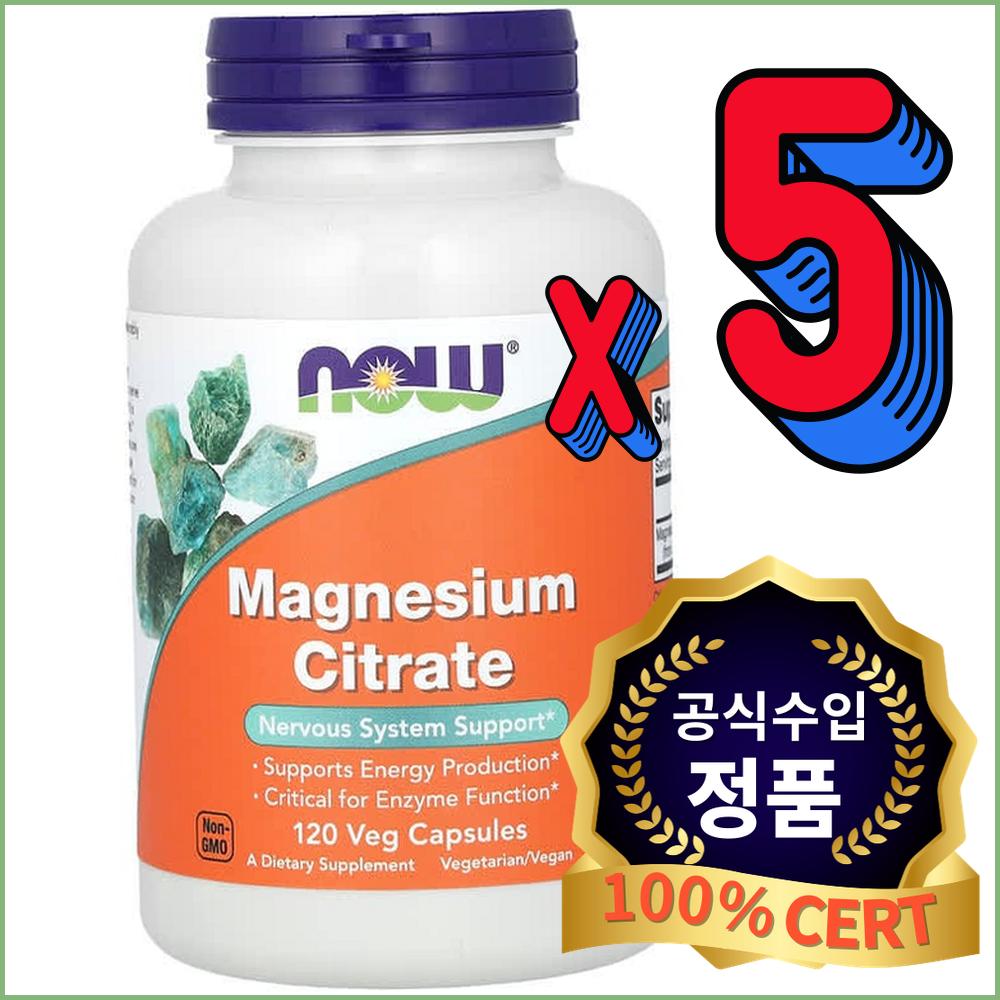 now®
x5
Magnesium
Citrate
Nervous System Support*
· Supports Energy Production*
· Critical for Enzyme Function*
120 Veg Capsules
Non-
GMO
A Dietary Supplement Vegetarian/Vegan
공식수입
정품
100% CERT